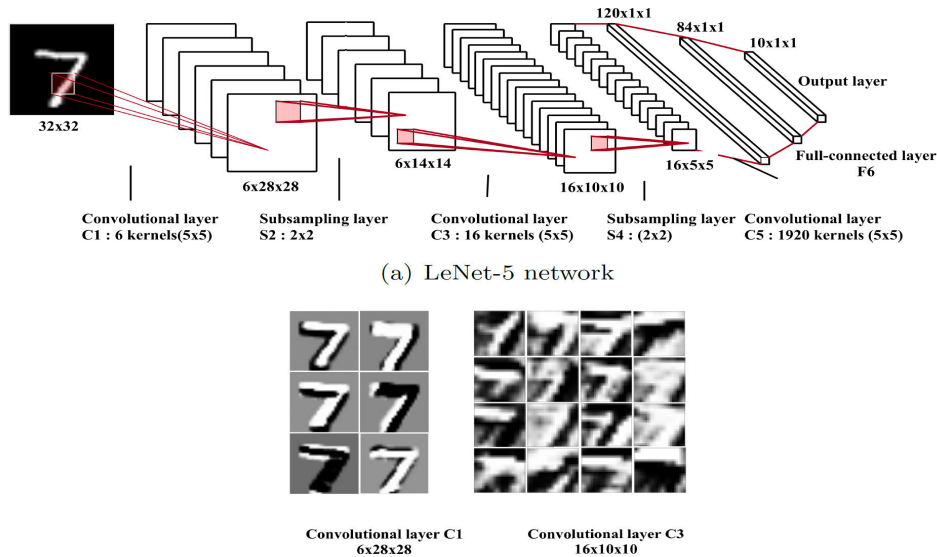 120x1x1
84x1x1
10x1x1
Output layer
32x32
6x28x28
6x14x14
16x10x10
16x5x5
Full-connected layer
F6
Convolutional layer
C1 : 6 kernels(5x5)
Subsampling layer
S2 : 2x2
Convolutional layer
C3 : 16 kernels (5x5)
Subsampling layer
S4 : (2x2)
Convolutional layer
C5 : 1920 kernels (5x5)
(a) LeNet-5 network
Convolutional layer C1
6x28x28
Convolutional layer C3
16x10x10